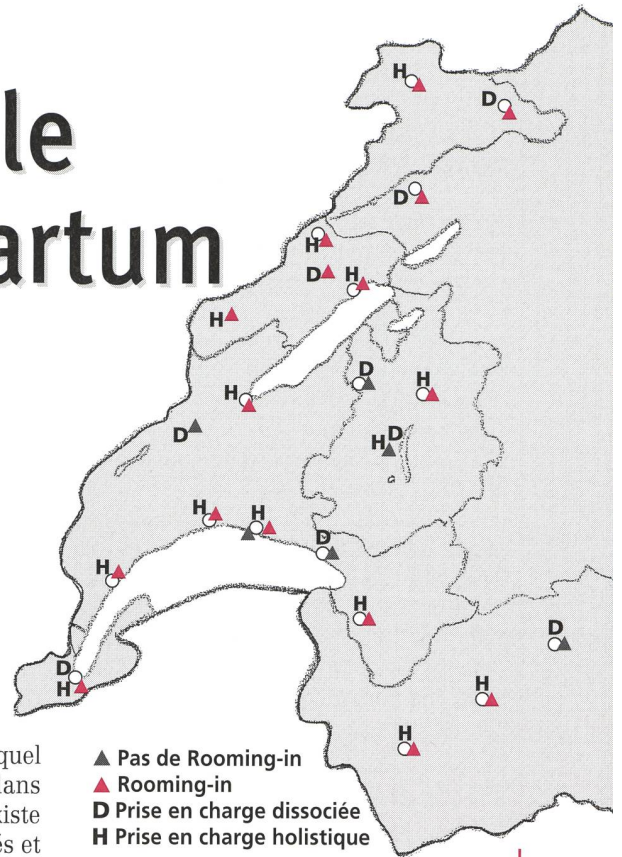 le
artum
H
D
D
H
D H
H
D
H
H
D
H D
H H
D
H
H
D
D
H
H
H
quel
ans
xiste
és et
▲ Pas de Rooming-in
▲ Rooming-in
D Prise en charge dissociée
H Prise en charge holistique